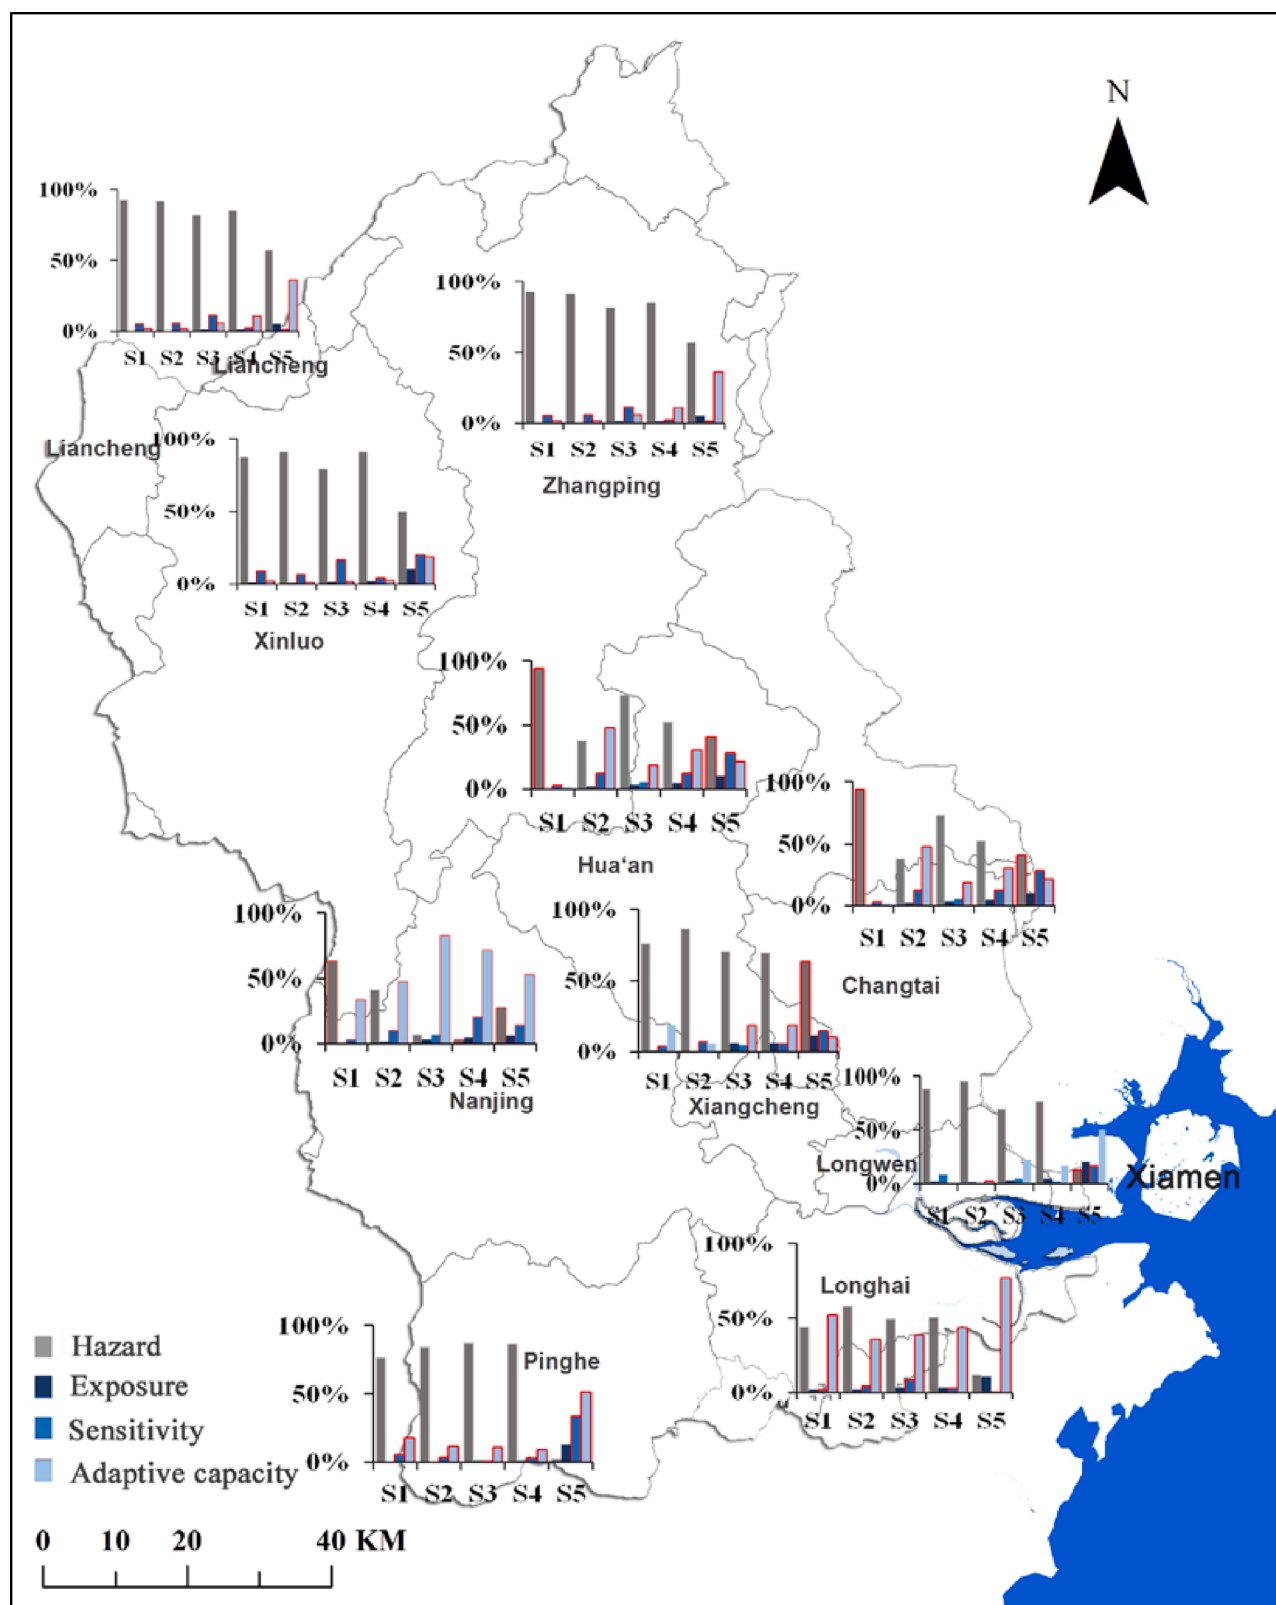 N
100%
50%
0%
S1 S2 S3 S4 S5
Liancheng
100%
50%
0%
S1 S2 S3 S4 S5
Zhangping
Liancheng
100%
50%
0%
S1 S2 S3 S4 S5
Xinluo
100%
50%
0%
S1 S2 S3 S4 S5
Hua‘an
100%
50%
0%
S1 S2 S3 S4 S5
Changtai
100%
50%
0%
S1 S2 S3 S4 S5
Nanjing
100%
50%
0%
S1 S2 S3 S4 S5
Xiangcheng
100%
50%
0%
S1 S2 S3 S4 S5
Longwen
Xiamen
100%
50%
0%
S1 S2 S3 S4 S5
Longhai
100%
50%
0%
S1 S2 S3 S4 S5
Pinghe
Hazard
Exposure
Sensitivity
Adaptive capacity
0 10 20 40 KM